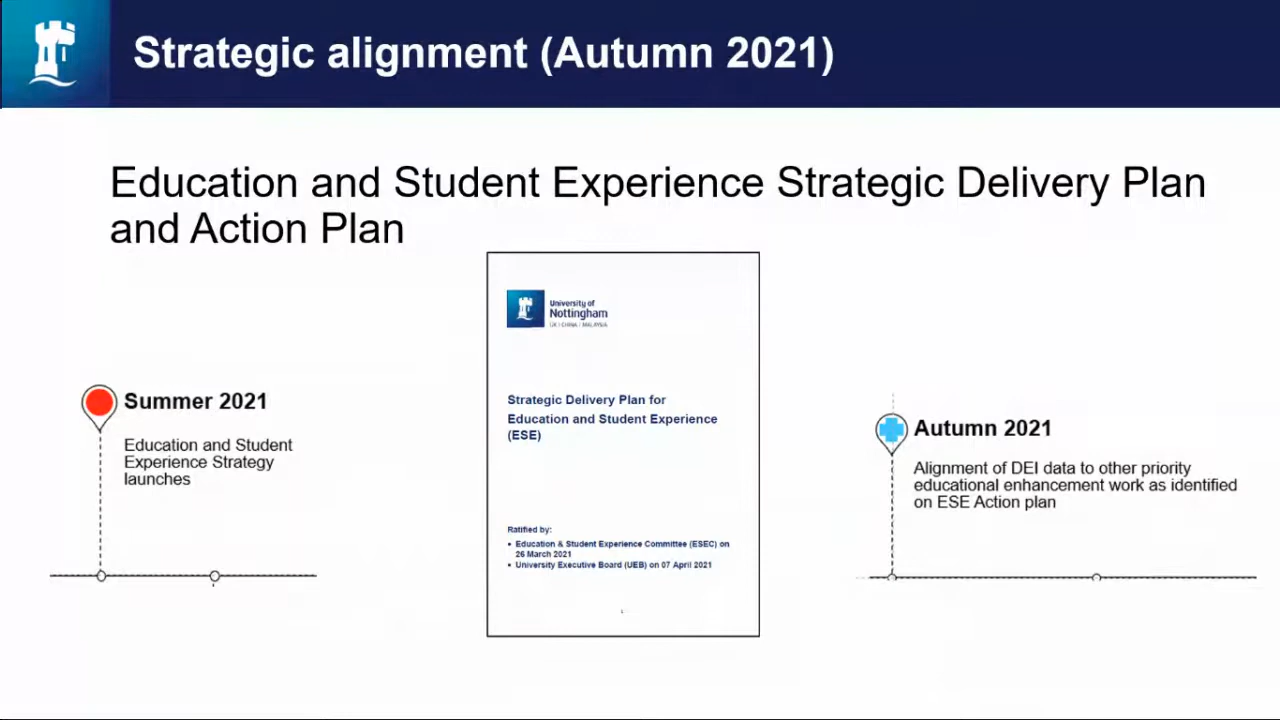 Strategic alignment (Autumn 2021)
Education and Student Experience Strategic Delivery Plan
and Action Plan
University of
Nottingham
UK | CHINA | MALAYSIA
Strategic Delivery Plan for
Education and Student Experience
(ESE)
Ratified by:
• Education & Student Experience Committee (ESEC) on
26 March 2021
• University Executive Board (UEB) on 07 April 2021
1
Summer 2021
Education and Student
Experience Strategy
launches
Autumn 2021
Alignment of DEI data to other priority
educational enhancement work as identified
on ESE Action plan